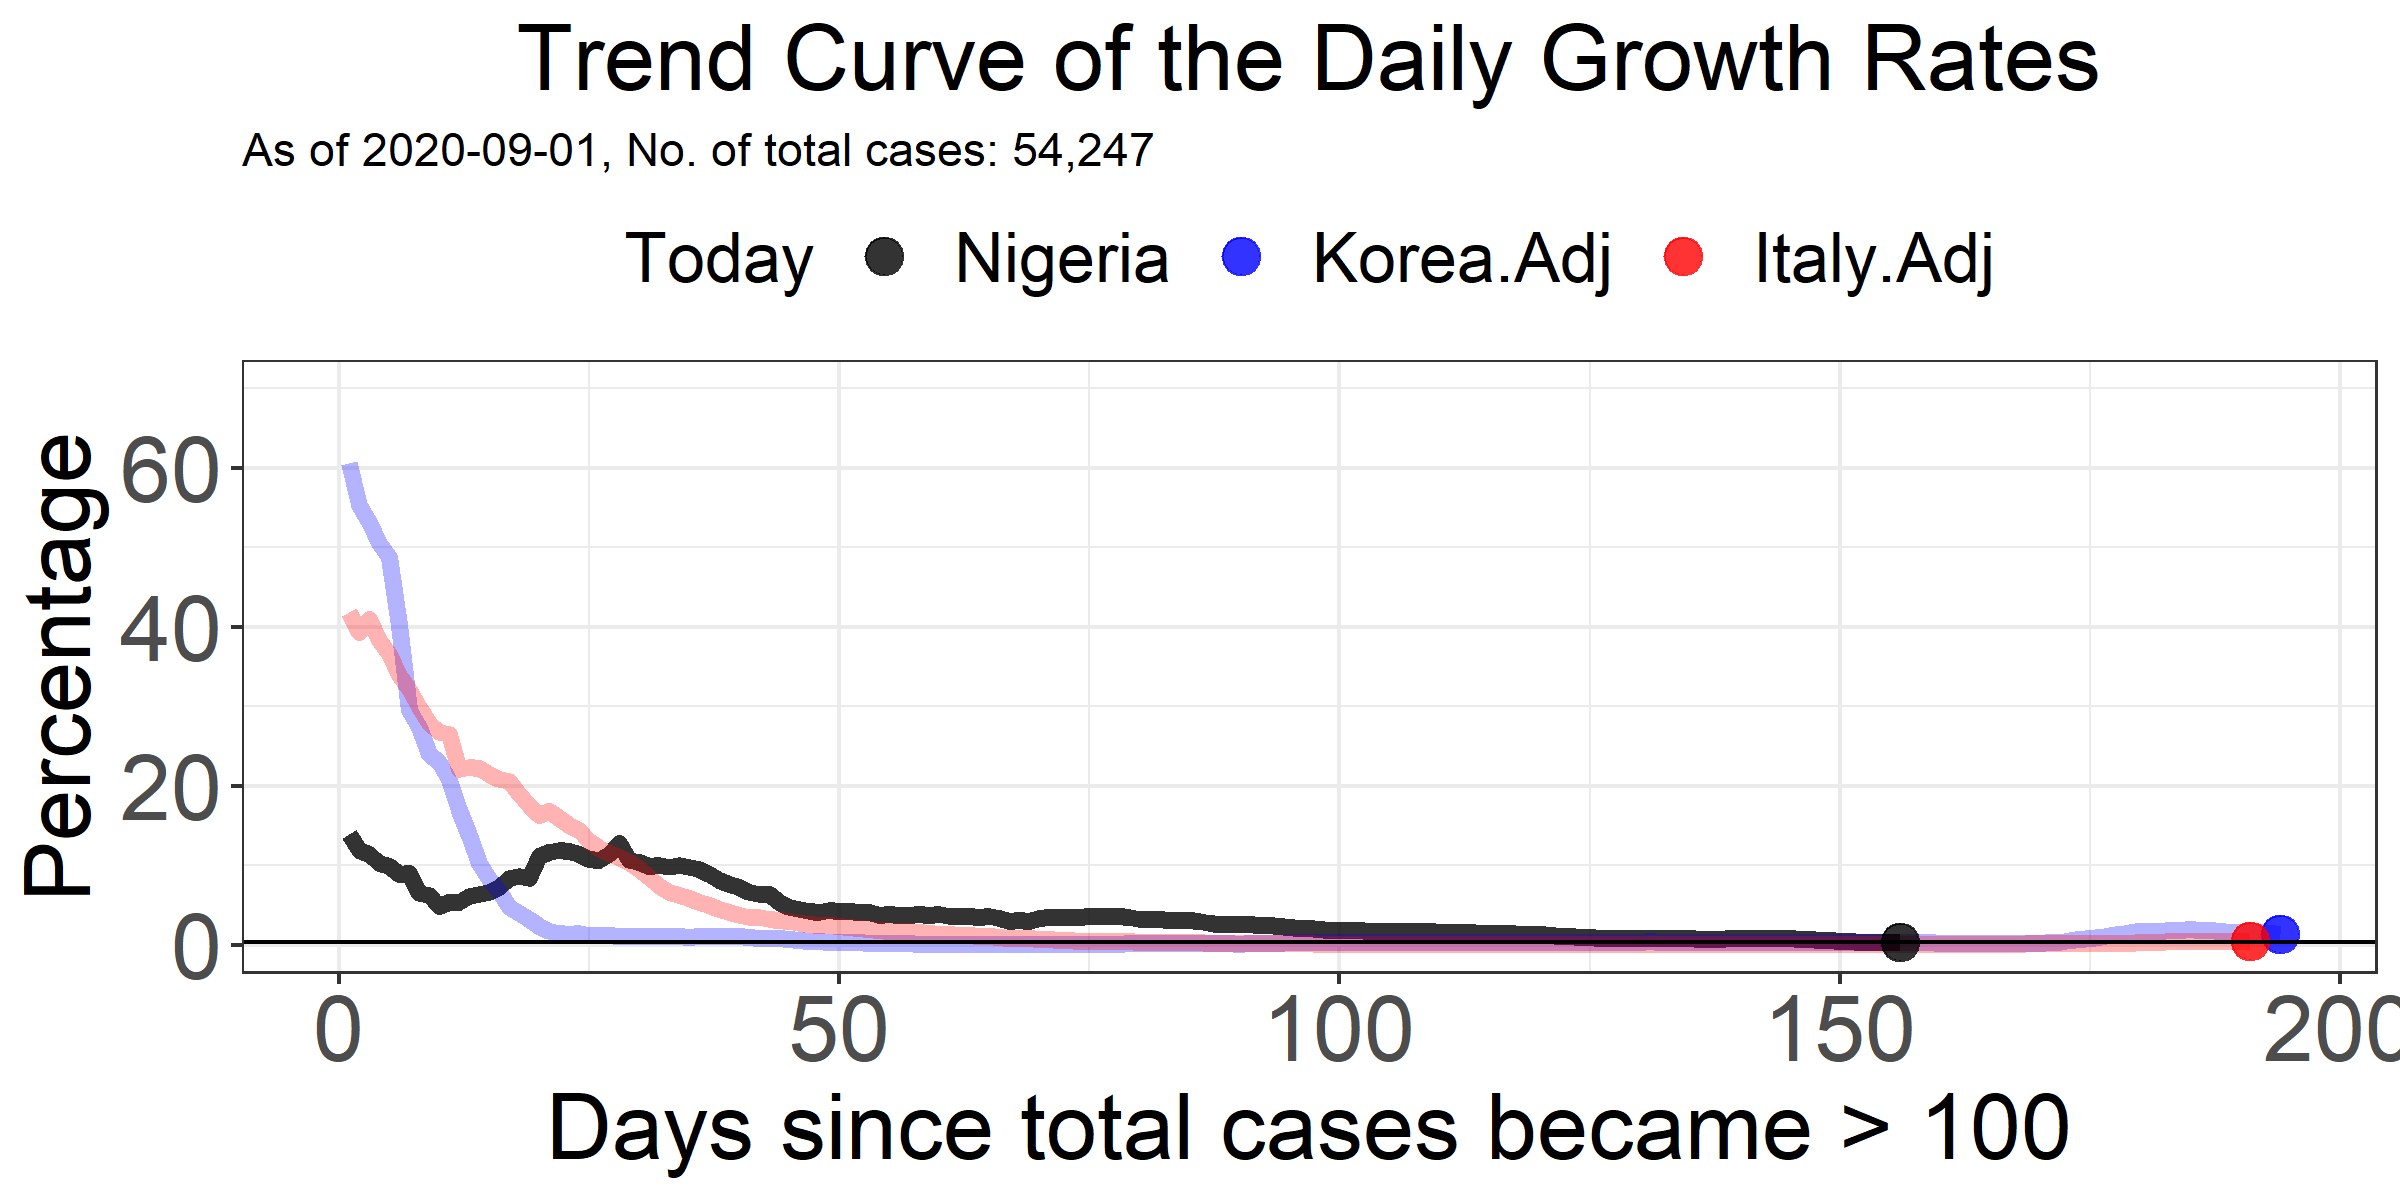 Trend Curve of the Daily Growth Rates
As of 2020-09-01, No. of total cases: 54,247
Today Nigeria Korea.Adj Italy.Adj
Percentage
60
40
20
0
0 50 100 150 200
Days since total cases became > 100